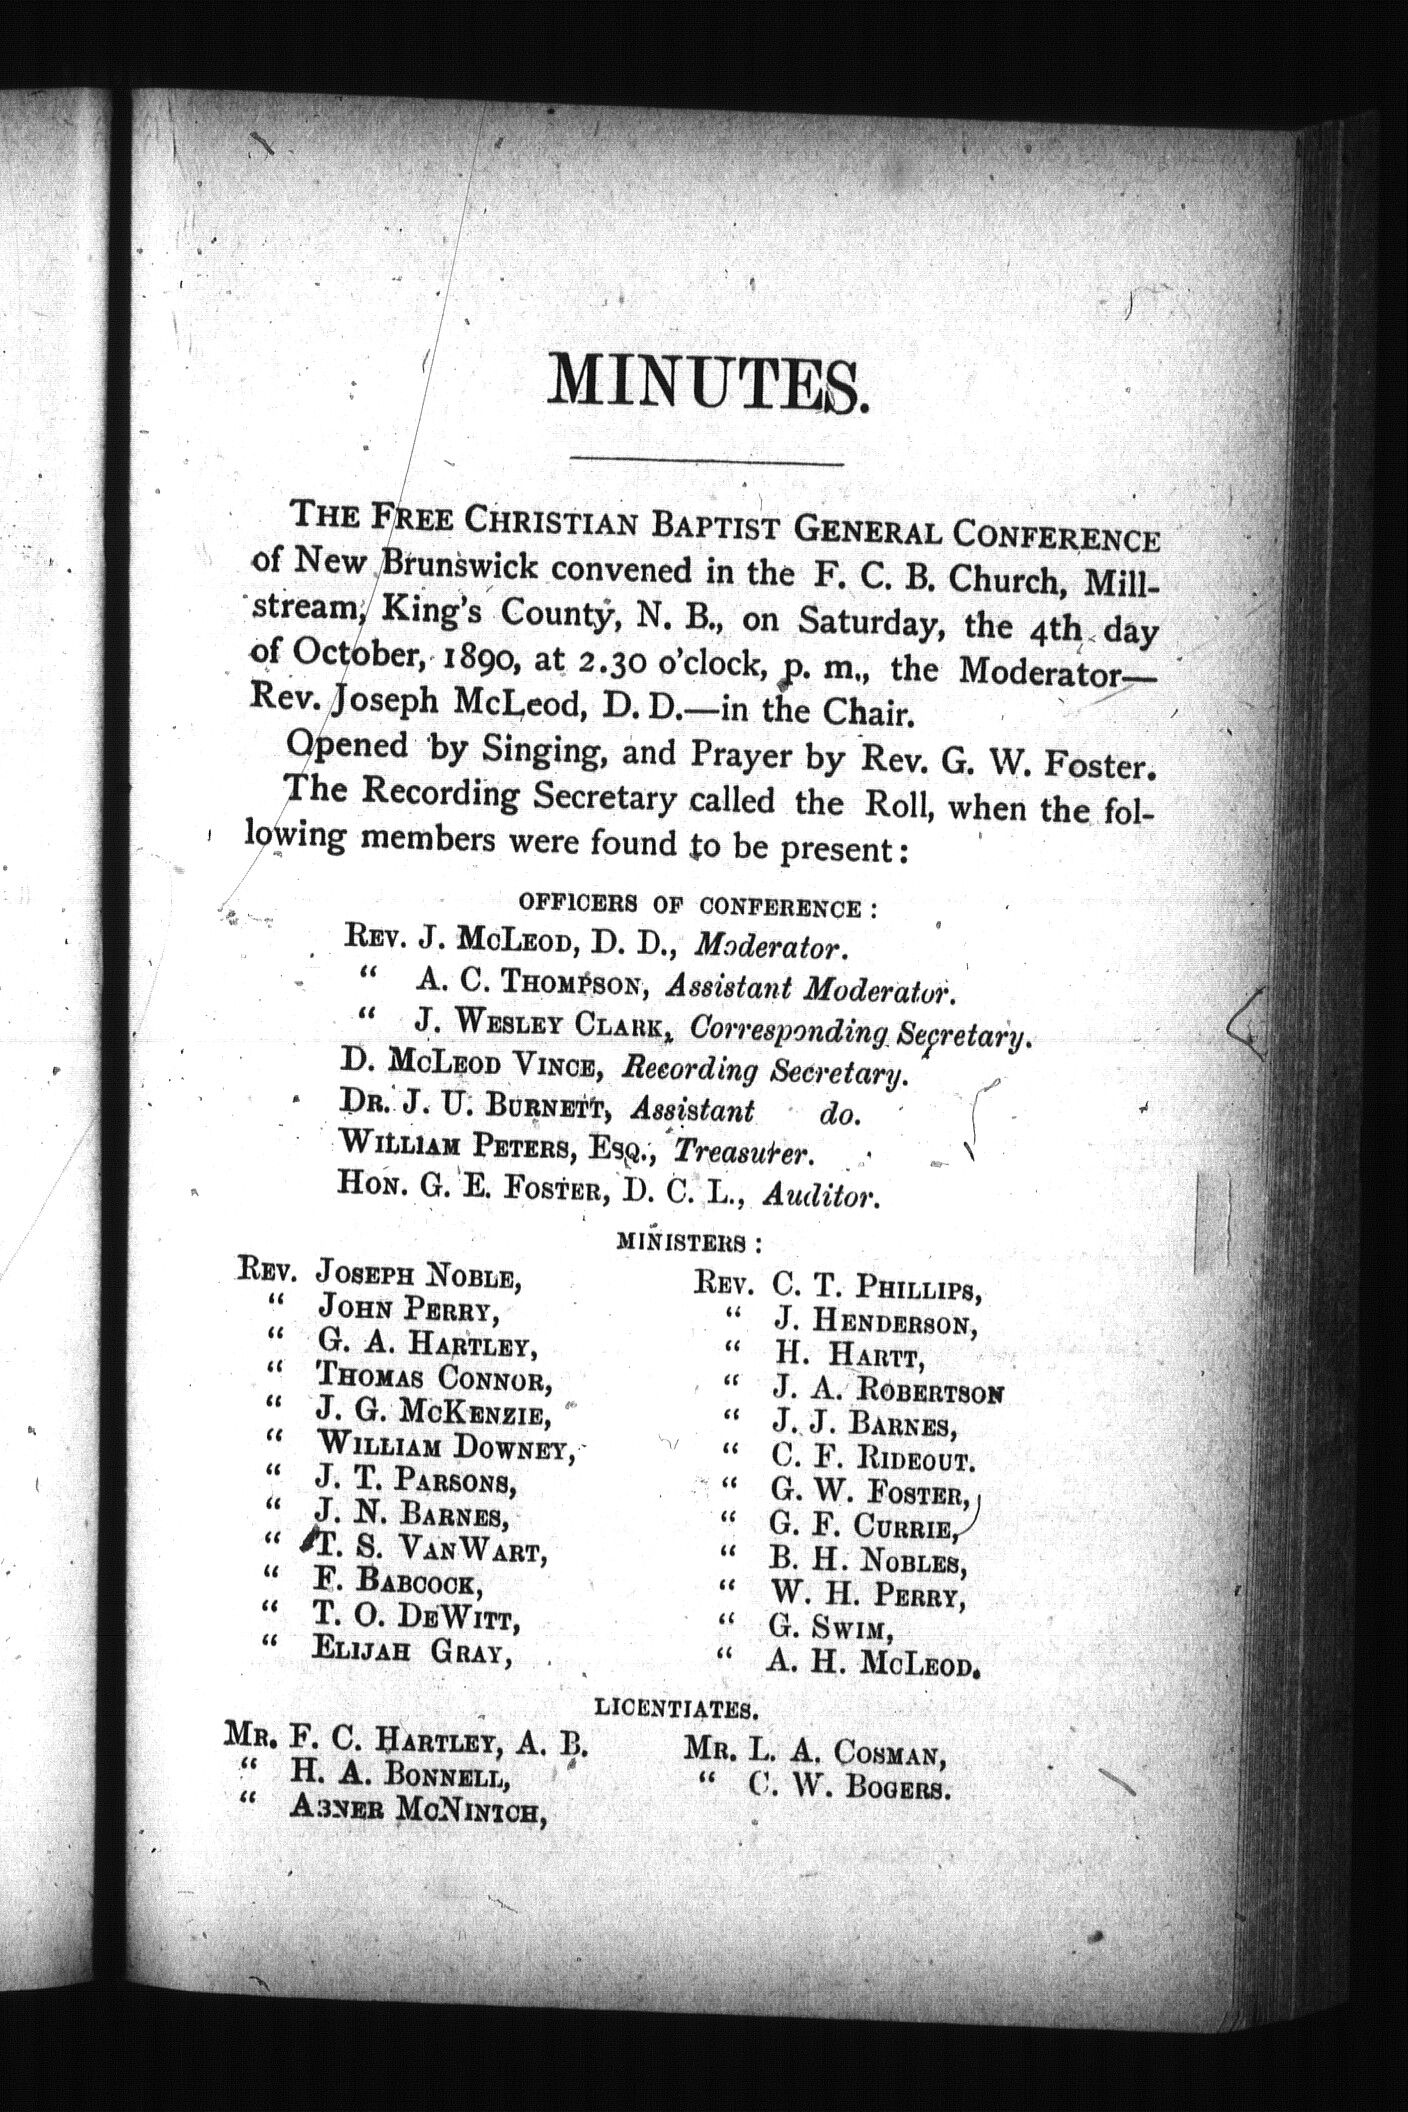 MINUTES.
THE FREE CHRISTIAN BAPTIST GENERAL CONFERENCE
of New Brunswick convened in the F. C. B. Church, Mill-
stream, King's County, N. B., on Saturday, the 4th day
of October, 1890, at 2.30 o'clock, p. m., the Moderator—
Rev. Joseph McLeod, D. D.—in the Chair.
Opened by Singing, and Prayer by Rev. G. W. Foster.
The Recording Secretary called the Roll, when the fol-
lowing members were found to be present:
OFFICERS OF CONFERENCE:
REV. J. MCLEOD, D. D., Moderator.
" A. C. THOMPSON, Assistant Moderator.
" J. WESLEY CLARK, Corresponding Secretary.
D. MCLEOD VINCE, Recording Secretary.
DR. J. U. BURNETT, Assistant do.
WILLIAM PETERS, ESQ., Treasurer.
HON. G. E. FOSTER, D. C. L., Auditor.
MINISTERS:
REV. JOSEPH NOBLE,
" JOHN PERRY,
" G. A. HARTLEY,
" THOMAS CONNOR,
" J. G. MCKENZIE,
" WILLIAM DOWNEY,
" J. T. PARSONS,
" J. N. BARNES,
" T. S. VANWART,
" F. BABCOCK,
" T. O. DEWITT,
" ELIJAH GRAY,
REV. C. T. PHILLIPS,
" J. HENDERSON,
" H. HARTT,
" J. A. ROBERTSON
" J. J. BARNES,
" C. F. RIDEOUT.
" G. W. FOSTER,
" G. F. CURRIE,
" B. H. NOBLES,
" W. H. PERRY,
" G. SWIM,
" A. H. MCLEOD.
LICENTIATES.
MR. F. C. HARTLEY, A. B.
" H. A. BONNELL,
" ABNER MCNINTCH,
MR. L. A. COSMAN,
" C. W. BOGERS.